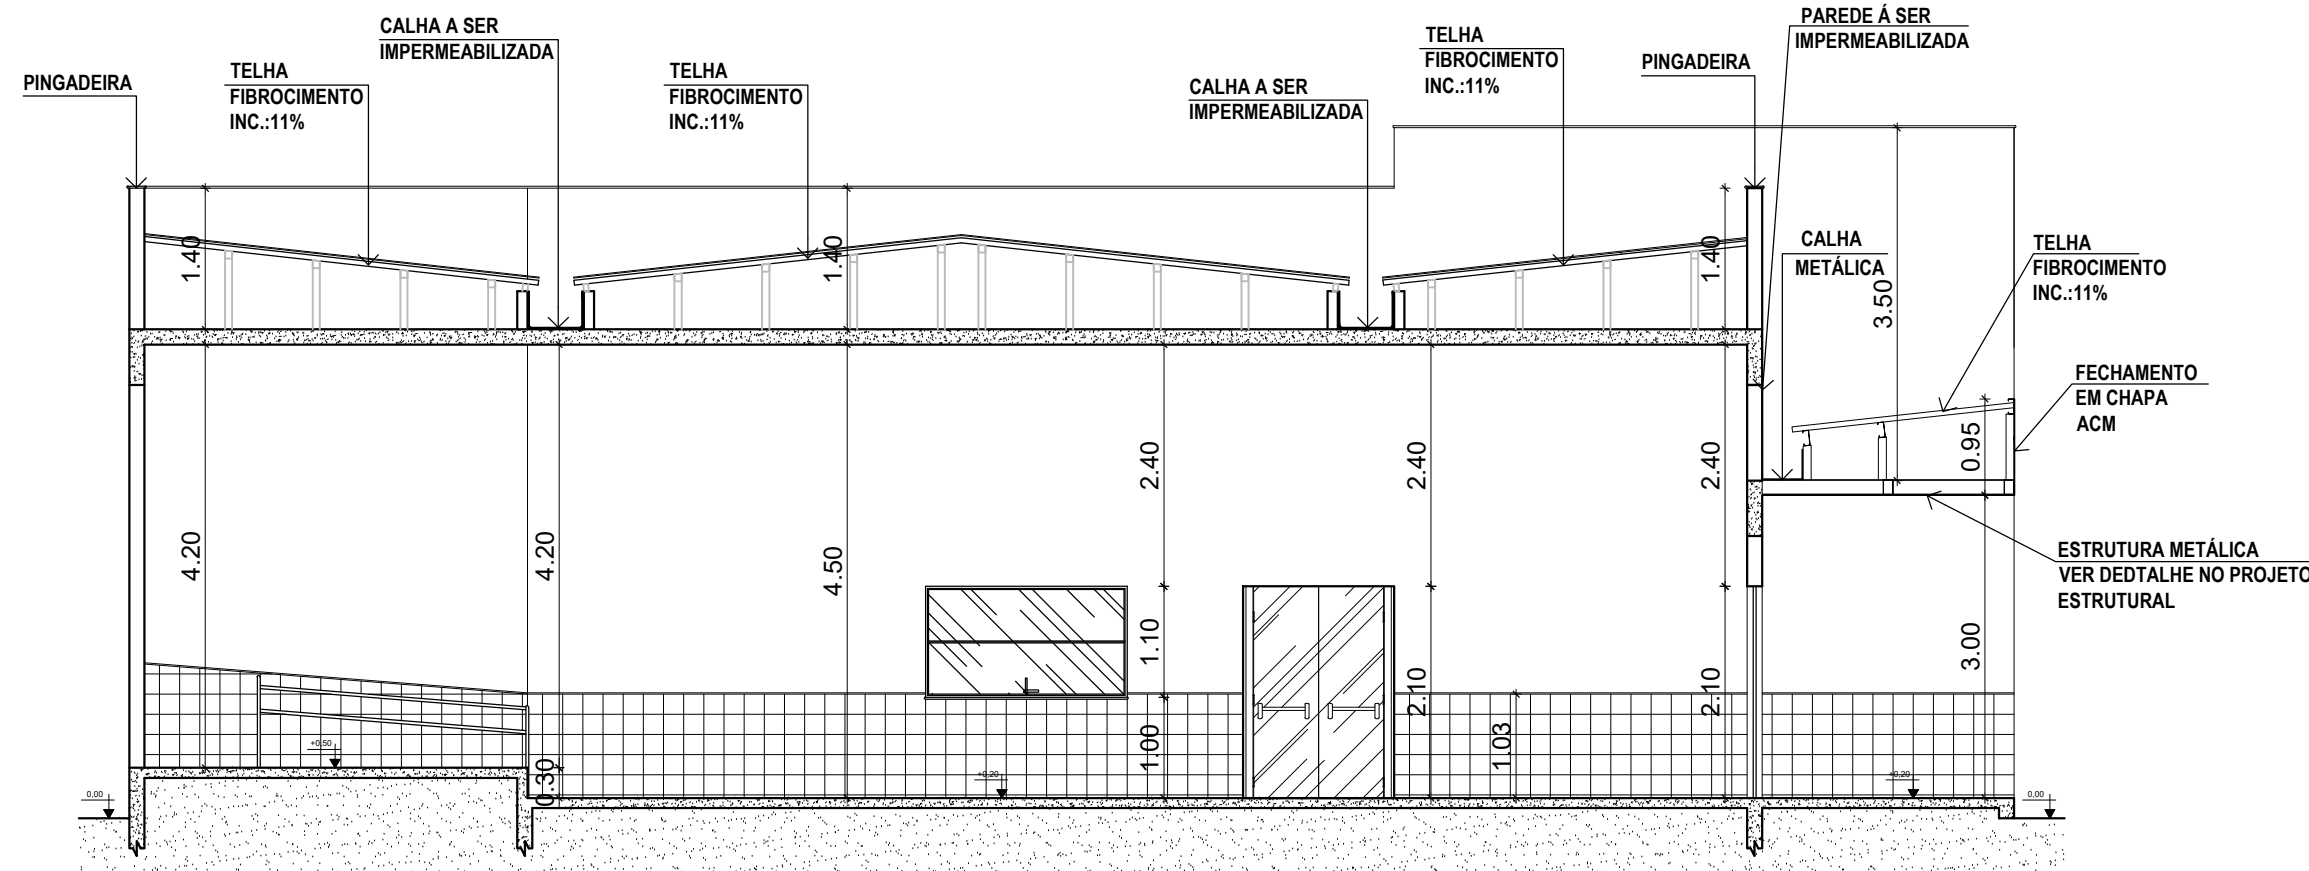 PAREDE Á SER
IMPERMEABILIZADA
CALHA A SER
IMPERMEABILIZADA
TELHA
FIBROCIMENTO
INC.:11%
PINGADEIRA
TELHA
FIBROCIMENTO
INC.:11%
TELHA
FIBROCIMENTO
INC.:11%
PINGADEIRA
CALHA A SER
IMPERMEABILIZADA
1.40
1.40
1.40
3.50
CALHA
METÁLICA
TELHA
FIBROCIMENTO
INC.:11%
FECHAMENTO
EM CHAPA
ACM
2.40
2.40
2.40
0.95
4.20
4.20
4.50
ESTRUTURA METÁLICA
VER DEDTALHE NO PROJETO
ESTRUTURAL
1.10
3.00
2.10
2.10
1.00
1.03
+0,50
0.30
+0,20
+0,20
0,00
0,00